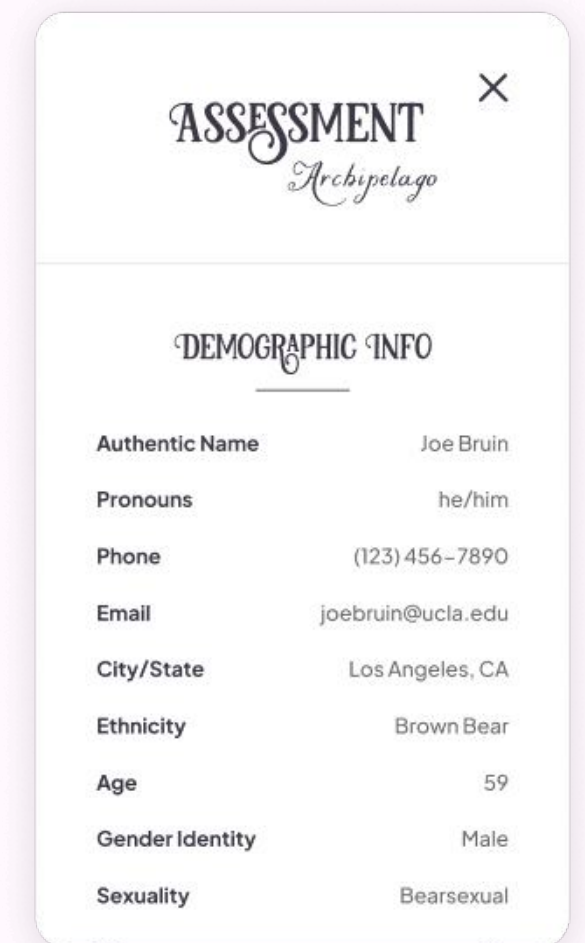 ASSESSMENT
Archipelago
DEMOGRAPHIC INFO
Authentic Name Joe Bruin
Pronouns he/him
Phone (123) 456-7890
Email joebruin@ucla.edu
City/State Los Angeles, CA
Ethnicity Brown Bear
Age 59
Gender Identity Male
Sexuality Bearsexual